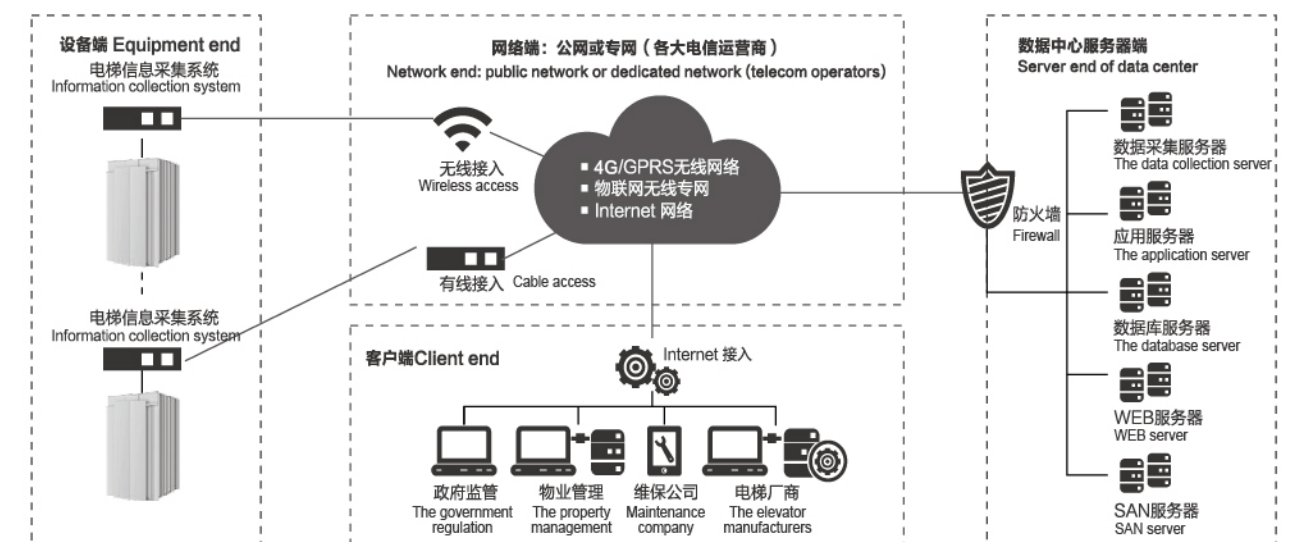 设备端 Equipment end
电梯信息采集系统
Information collection system
电梯信息采集系统
Information collection system
网络端：公网或专网（各大电信运营商）
Network end: public network or dedicated network (telecom operators)
无线接入
Wireless access
■ 4G/GPRS无线网络
■ 物联网无线专网
■ Internet 网络
有线接入 Cable access
客户端Client end
Internet 接入
政府监管
The government
regulation
物业管理
The property
management
维保公司
Maintenance
company
电梯厂商
The elevator
manufacturers
数据中心服务器端
Server end of data center
防火墙
Firewall
数据采集服务器
The data collection server
应用服务器
The application server
数据库服务器
The database server
WEB服务器
WEB server
SAN服务器
SAN server